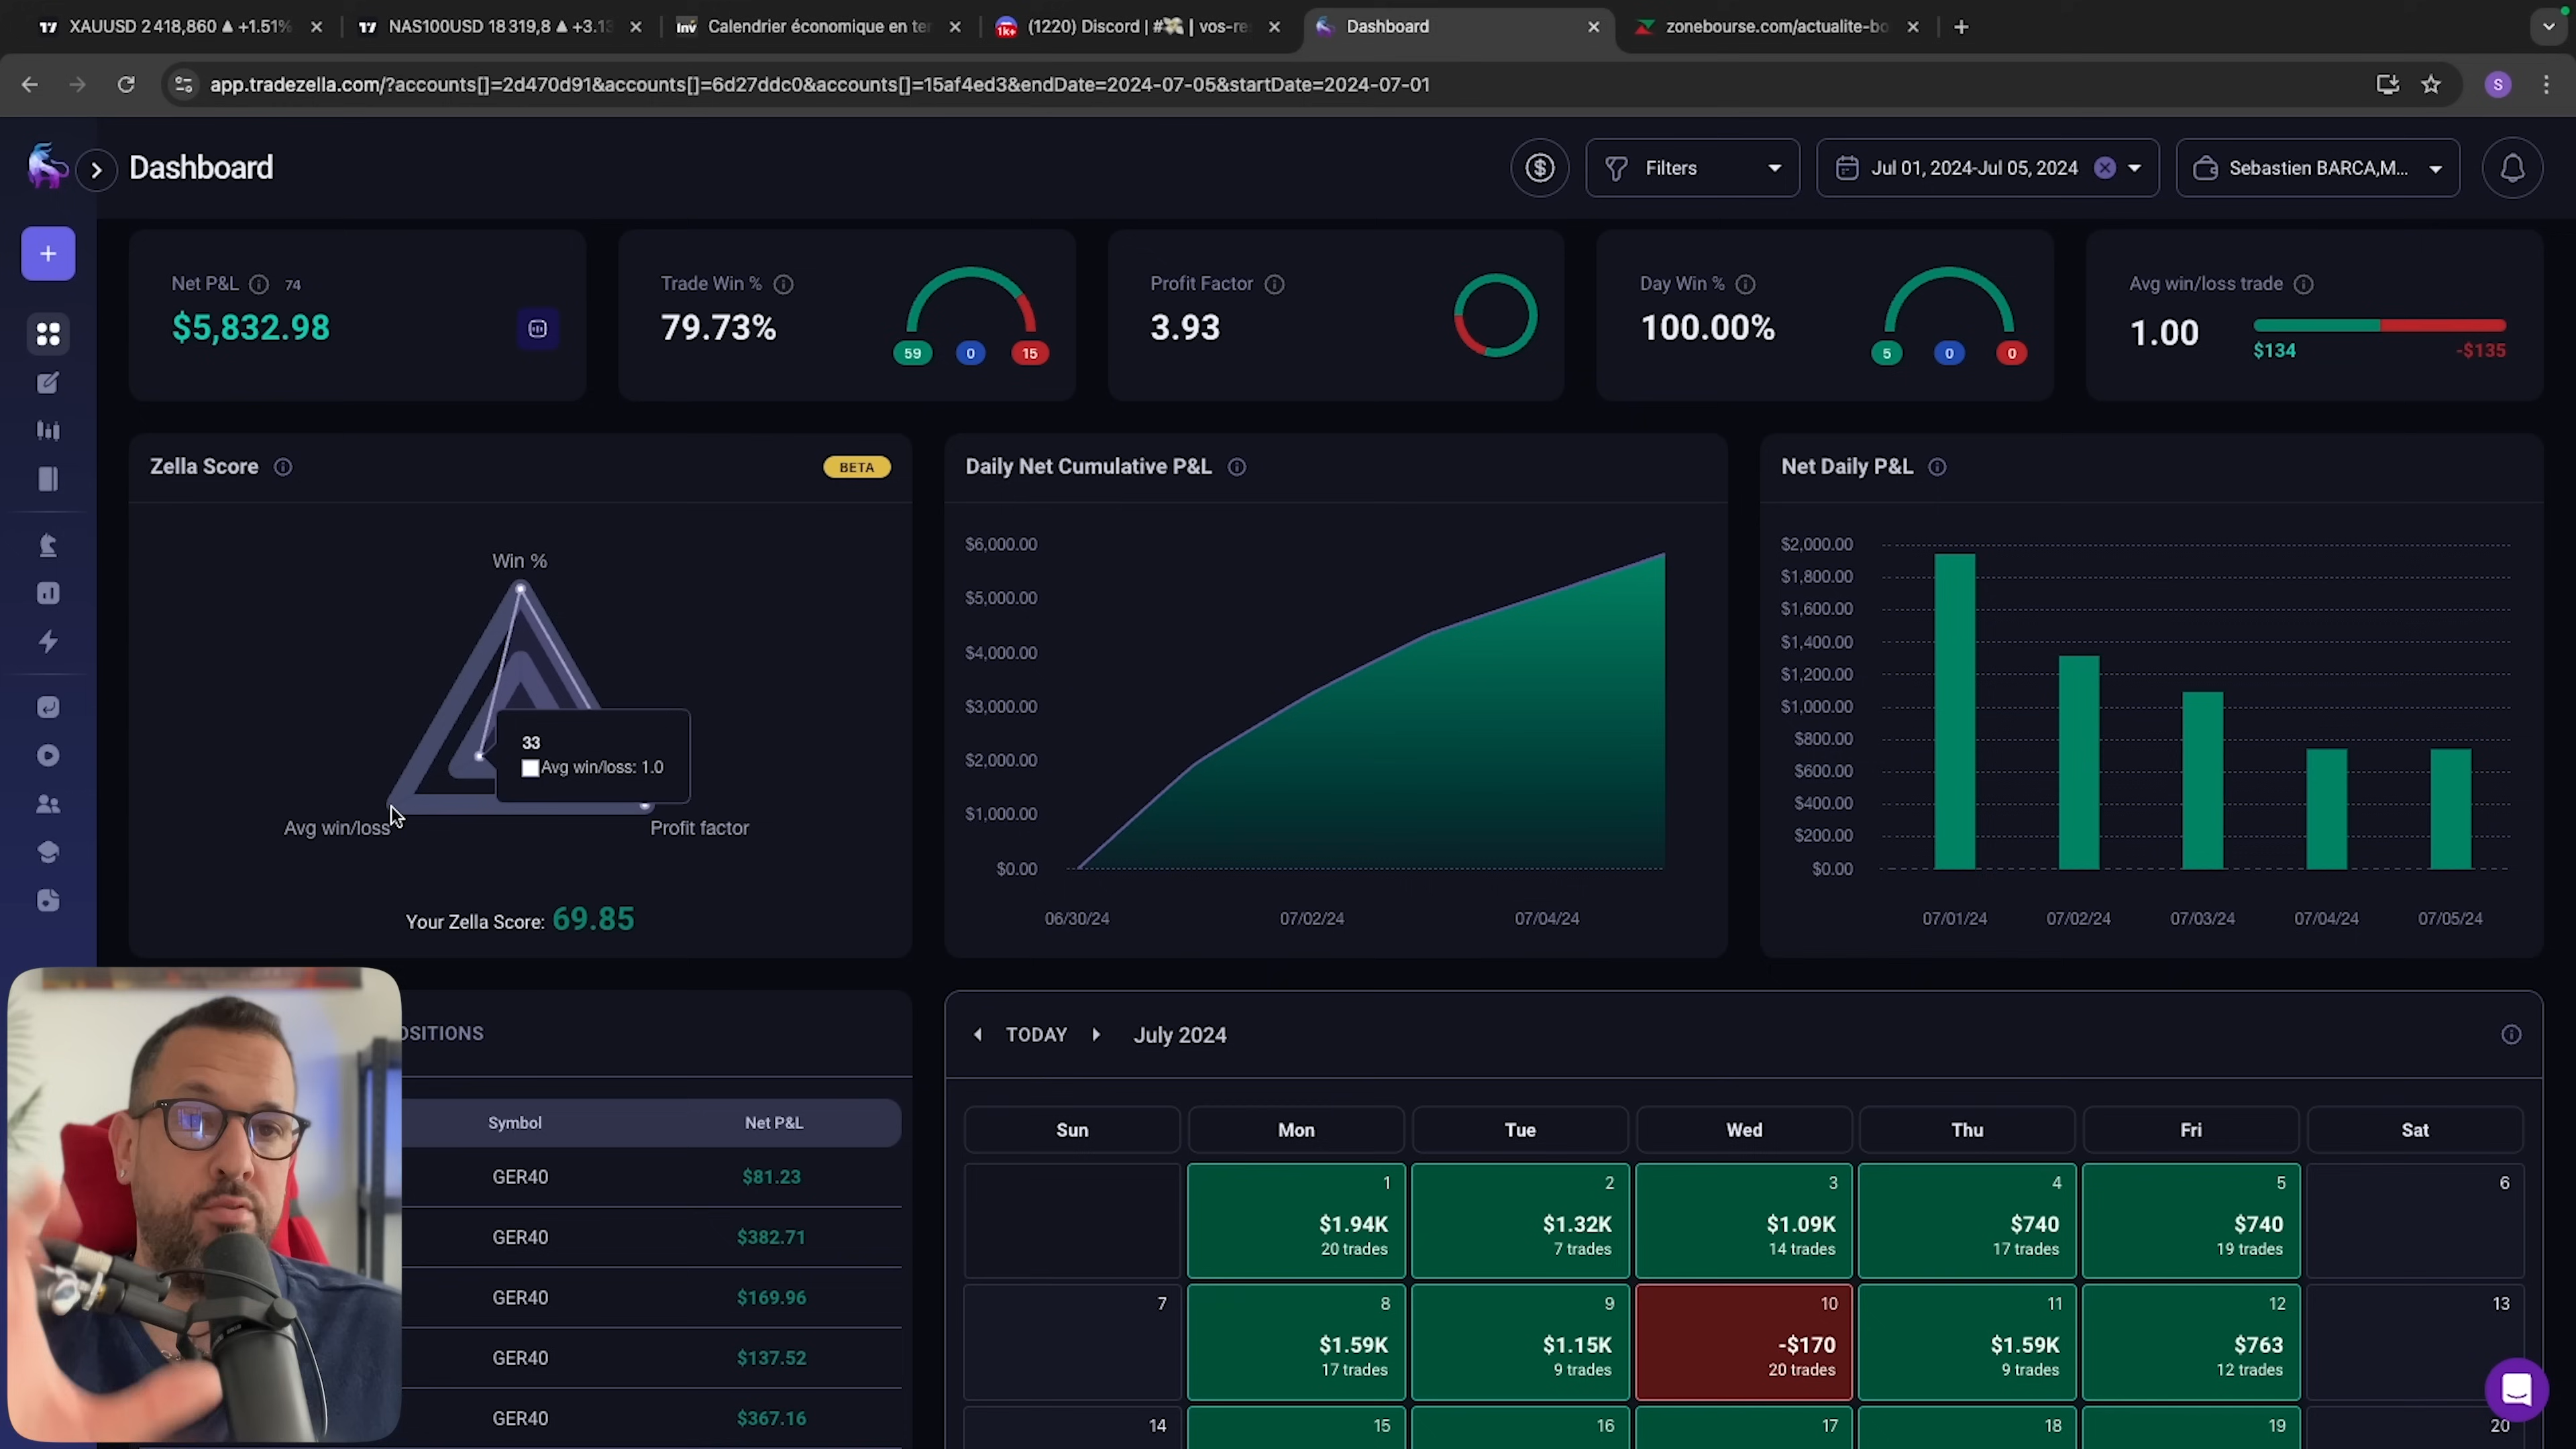 XAUUSD 2 418,860 ▲ +1.51%
NAS100USD 18 319,8 ▲ +3.13
Calendrier économique en ter
(1220) Discord | #💸 | vos-re
Dashboard
zonebourse.com/actualite-bo
app.tradezella.com/?accounts[]=2d470d91&accounts[]=6d27ddc0&accounts[]=15af4ed3&endDate=2024-07-05&startDate=2024-07-01
S
Dashboard
Filters
Jul 01, 2024-Jul 05, 2024
Sebastien BARCA,M...
Net P&L 74
$5,832.98
Trade Win %
79.73%
59 0 15
Profit Factor
3.93
Day Win %
100.00%
5 0 0
Avg win/loss trade
1.00
$134 -$135
Zella Score
BETA
Win %
33
Avg win/loss: 1.0
Avg win/loss
Profit factor
Your Zella Score: 69.85
Daily Net Cumulative P&L
$6,000.00
$5,000.00
$4,000.00
$3,000.00
$2,000.00
$1,000.00
$0.00
06/30/24 07/02/24 07/04/24
Net Daily P&L
$2,000.00
$1,800.00
$1,600.00
$1,400.00
$1,200.00
$1,000.00
$800.00
$600.00
$400.00
$200.00
$0.00
07/01/24 07/02/24 07/03/24 07/04/24 07/05/24
OSITIONS
Symbol Net P&L
GER40 $81.23
GER40 $382.71
GER40 $169.96
GER40 $137.52
GER40 $367.16
TODAY July 2024
Sun Mon Tue Wed Thu Fri Sat
1 2 3 4 5 6
$1.94K $1.32K $1.09K $740 $740
20 trades 7 trades 14 trades 17 trades 19 trades
7 8 9 10 11 12 13
$1.59K $1.15K -$170 $1.59K $763
17 trades 9 trades 20 trades 9 trades 12 trades
14 15 16 17 18 19 20